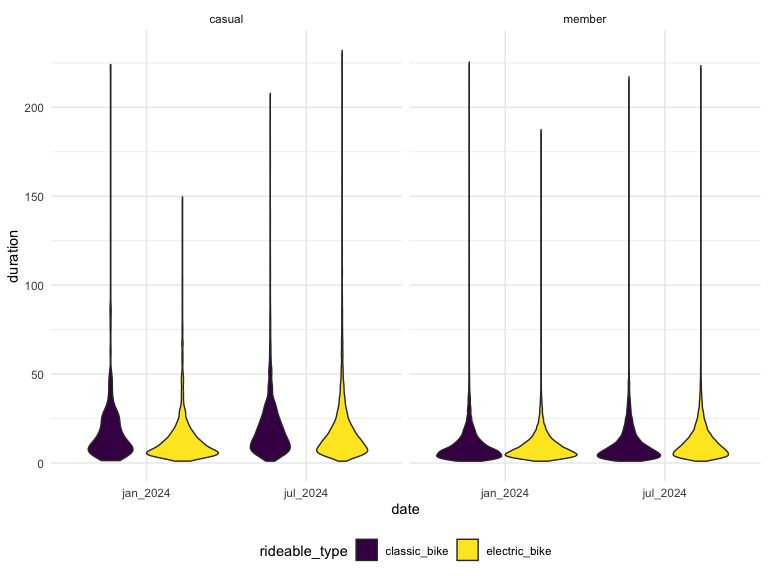 casual member
200
150
100
50
0
duration
jan_2024 jul_2024 jan_2024 jul_2024
date
rideable_type classic_bike electric_bike